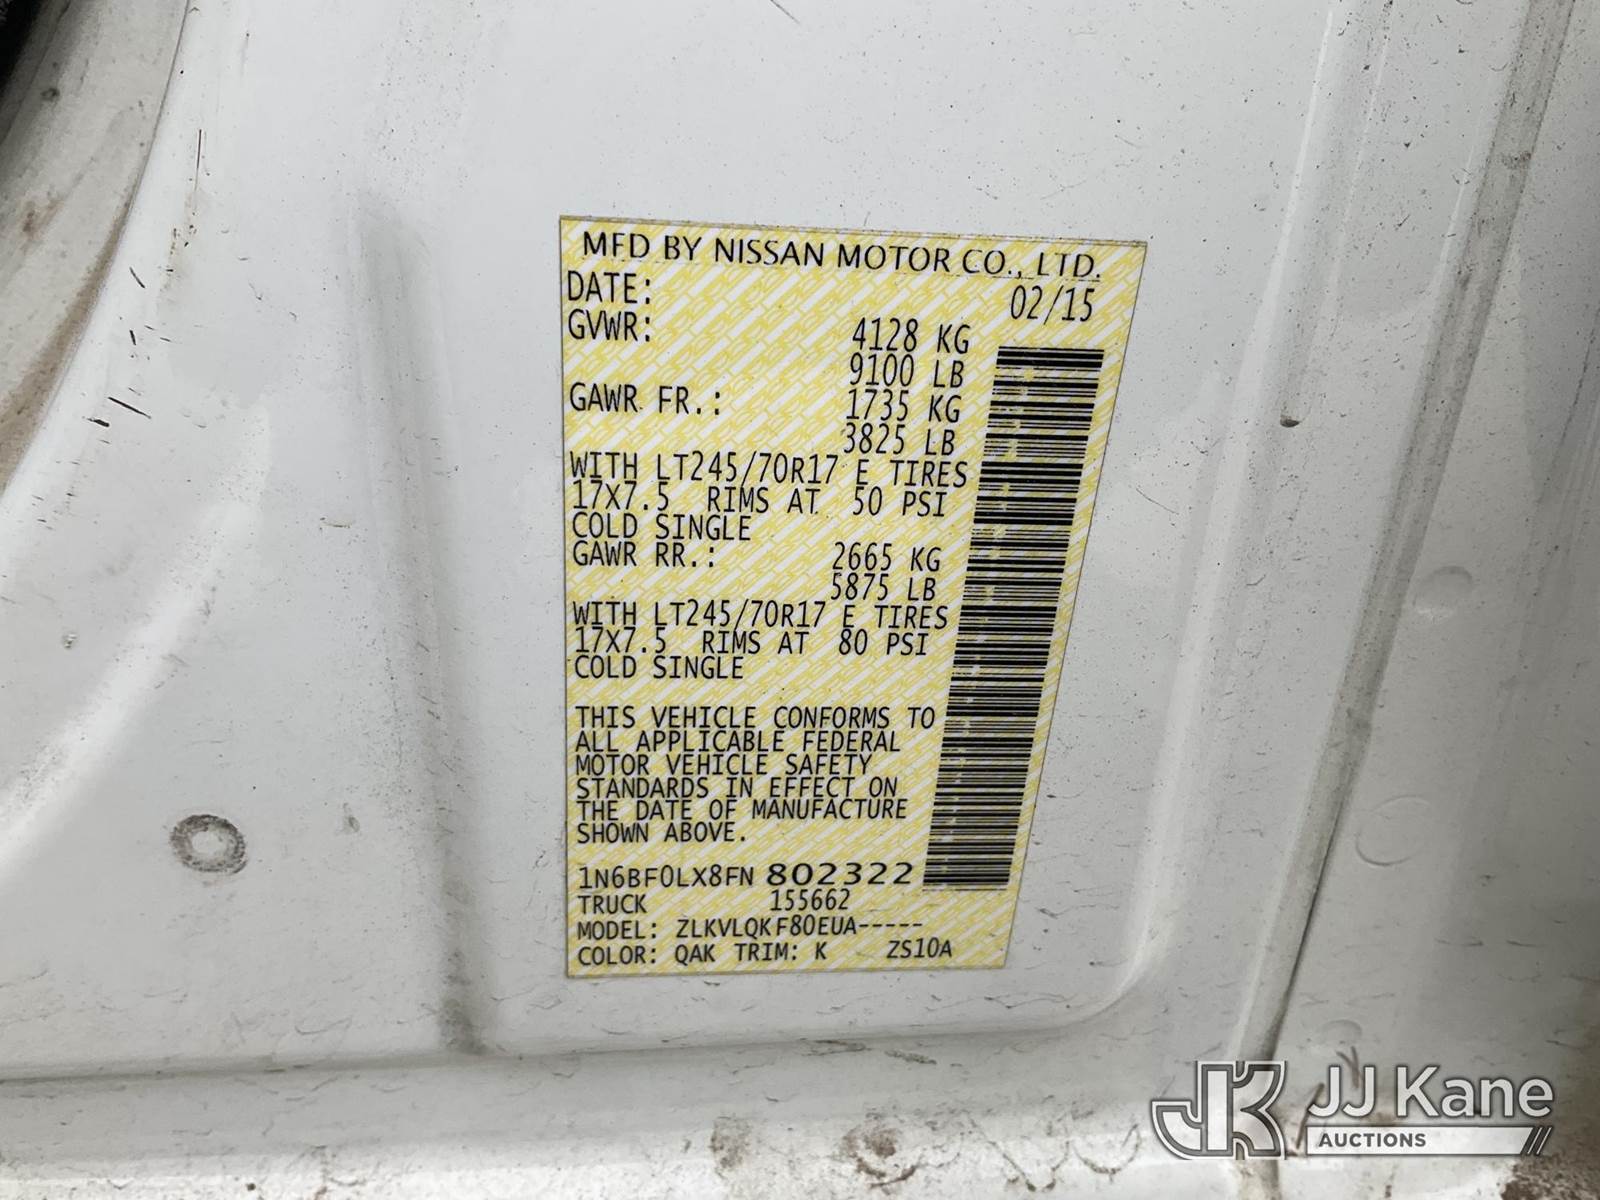 MFD BY NISSAN MOTOR CO., LTD.
DATE: 02/15
GVWR: 4128 KG
9100 LB
GAWR FR.: 1735 KG
3825 LB
WITH LT245/70R17 E TIRES
17X7.5 RIMS AT 50 PSI
COLD SINGLE
GAWR RR.: 2665 KG
5875 LB
WITH LT245/70R17 E TIRES
17X7.5 RIMS AT 80 PSI
COLD SINGLE
THIS VEHICLE CONFORMS TO
ALL APPLICABLE FEDERAL
MOTOR VEHICLE SAFETY
STANDARDS IN EFFECT ON
THE DATE OF MANUFACTURE
SHOWN ABOVE.
1N6BF0LX8FN 802322
TRUCK 155662
MODEL: ZLKVLQKF80EUA-----
COLOR: QAK TRIM: K ZS10A
JK JJ Kane
AUCTIONS